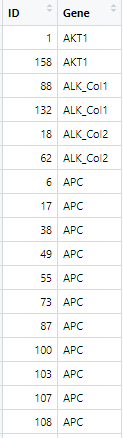 ID Gene
1 AKT1
158 AKT1
88 ALK_Col1
132 ALK_Col1
18 ALK_Col2
62 ALK_Col2
6 APC
17 APC
38 APC
49 APC
55 APC
73 APC
87 APC
100 APC
103 APC
107 APC
108 APC